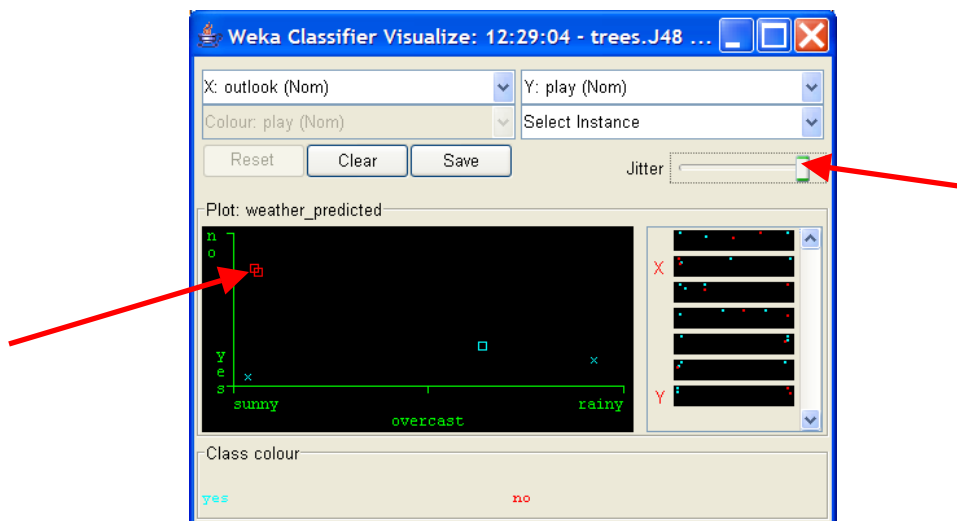 Weka Classifier Visualize: 12:29:04 - trees.J48 ...
X: outlook (Nom) Y: play (Nom)
Colour: play (Nom) Select Instance
Reset Clear Save Jitter
Plot: weather_predicted
no
yes
sunny overcast rainy
X
Y
Class colour
yes no